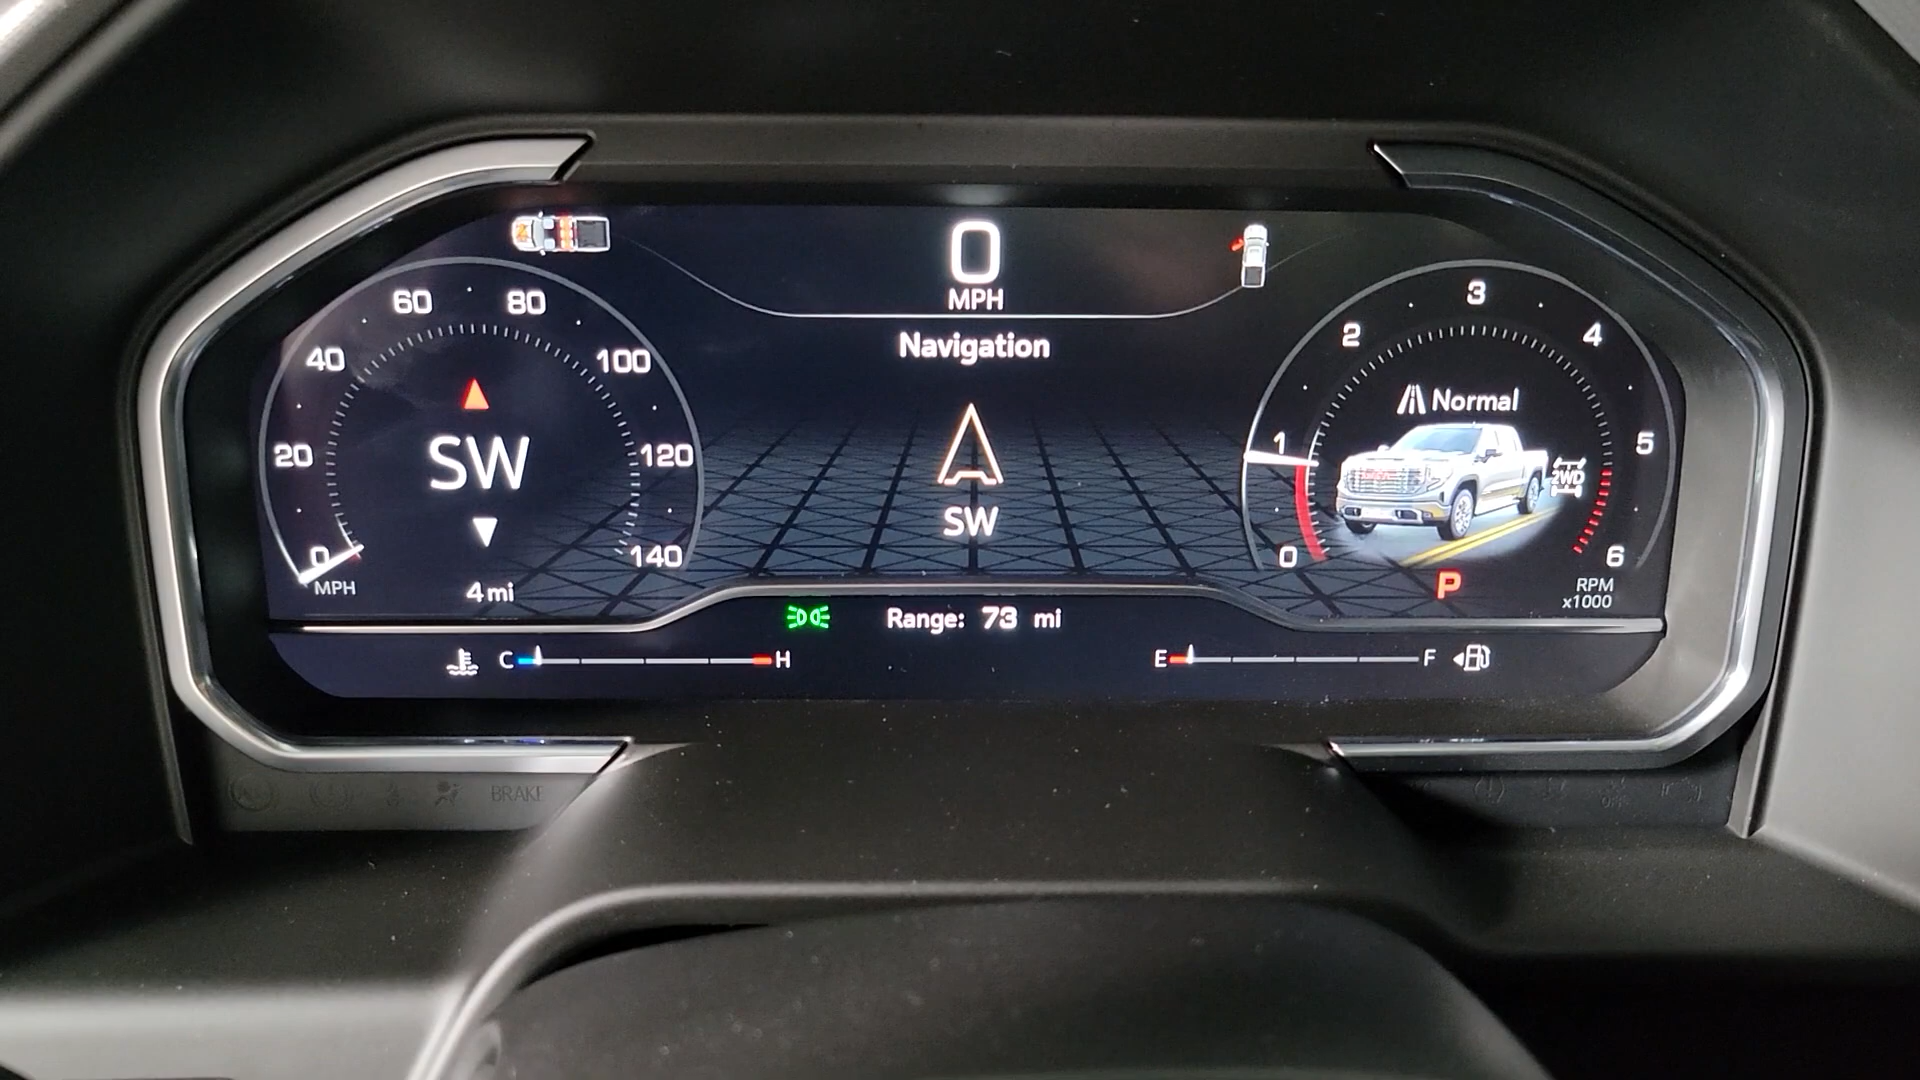 0
MPH
Navigation
0
20
40
60
80
100
120
140
MPH
SW
4 mi
SW
0
1
2
3
4
5
6
RPM
x1000
Normal
2WD
P
Range: 73 mi
C
H
E
F
BRAKE